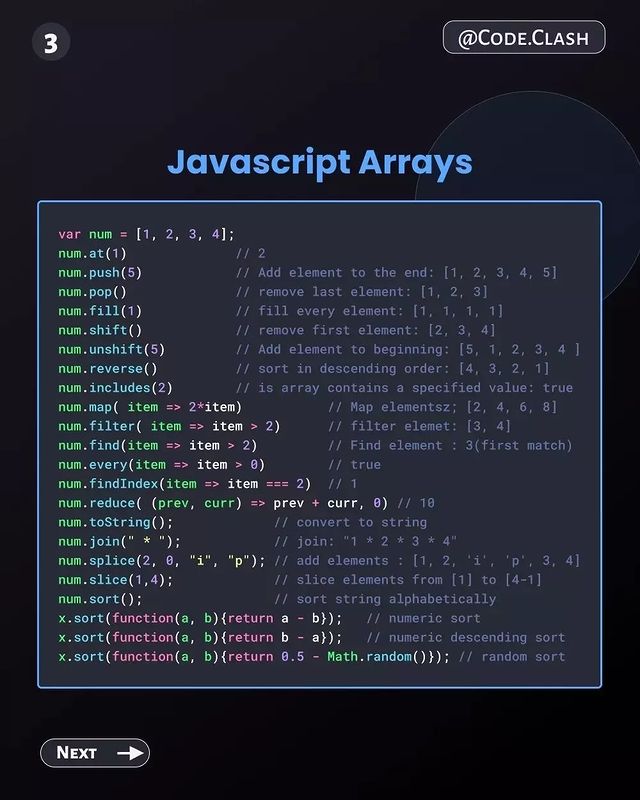 3
@CODE.CLASH
Javascript Arrays
var num = [1, 2, 3, 4];
num.at(1) // 2
num.push(5) // Add element to the end: [1, 2, 3, 4, 5]
num.pop() // remove last element: [1, 2, 3]
num.fill(1) // fill every element: [1, 1, 1, 1]
num.shift() // remove first element: [2, 3, 4]
num.unshift(5) // Add element to beginning: [5, 1, 2, 3, 4 ]
num.reverse() // sort in descending order: [4, 3, 2, 1]
num.includes(2) // is array contains a specified value: true
num.map( item => 2*item) // Map elementsz; [2, 4, 6, 8]
num.filter( item => item > 2) // filter elemet: [3, 4]
num.find(item => item > 2) // Find element : 3(first match)
num.every(item => item > 0) // true
num.findIndex(item => item === 2) // 1
num.reduce( (prev, curr) => prev + curr, 0) // 10
num.toString(); // convert to string
num.join(" * "); // join: "1 * 2 * 3 * 4"
num.splice(2, 0, "i", "p"); // add elements : [1, 2, 'i', 'p', 3, 4]
num.slice(1,4); // slice elements from [1] to [4-1]
num.sort(); // sort string alphabetically
x.sort(function(a, b){return a - b}); // numeric sort
x.sort(function(a, b){return b - a}); // numeric descending sort
x.sort(function(a, b){return 0.5 - Math.random()}); // random sort
NEXT